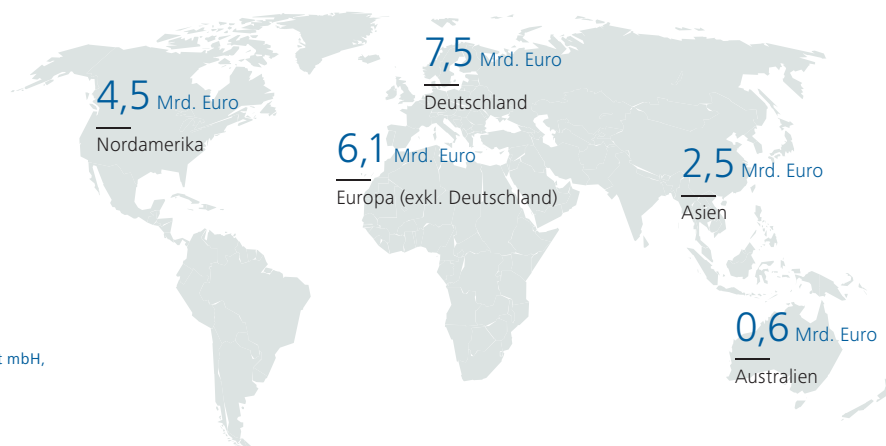 7,5 Mrd. Euro
Deutschland
4,5 Mrd. Euro
Nordamerika
6,1 Mrd. Euro
Europa (exkl. Deutschland)
2,5 Mrd. Euro
Asien
0,6 Mrd. Euro
Australien
mbH,